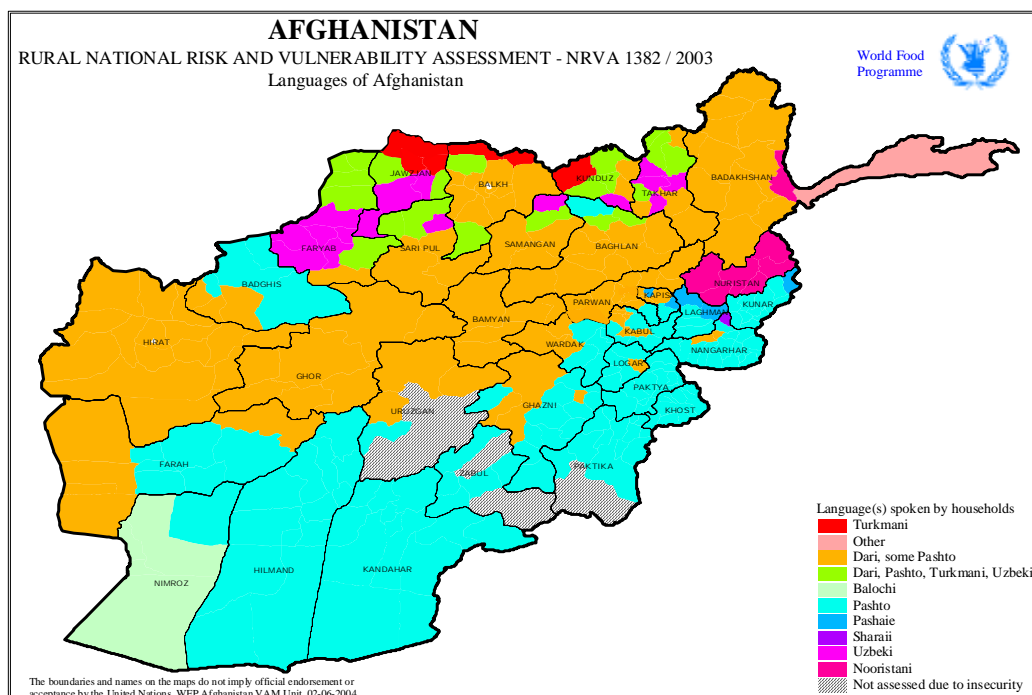 AFGHANISTAN
RURAL NATIONAL RISK AND VULNERABILITY ASSESSMENT - NRVA 1382 / 2003
Languages of Afghanistan
World Food
Programme
JAWZJAN
BALKH
KUNDUZ
TAKHAR
BADAKHSHAN
FARYAB
SARI PUL
SAMANGAN
BAGHLAN
BADGHIS
NURISTAN
KAPIS
KUNAR
PARWAN
LAGHMAN
BAMYAN
KABUL
HIRAT
WARDAK
NANGARHAR
LOGAR
GHOR
PAKTYA
URUZGAN
GHAZNI
KHOST
FARAH
ZABUL
PAKTIKA
NIMROZ
HILMAND
KANDAHAR
Language(s) spoken by households
Turkmani
Other
Dari, some Pashto
Dari, Pashto, Turkmani, Uzbeki
Balochi
Pashto
Pashaie
Sharaii
Uzbeki
Nooristani
Not assessed due to insecurity
The boundaries and names on the maps do not imply official endorsement or
acceptance by the United Nations. WFP Afghanistan VAM Unit, 02-06-2004